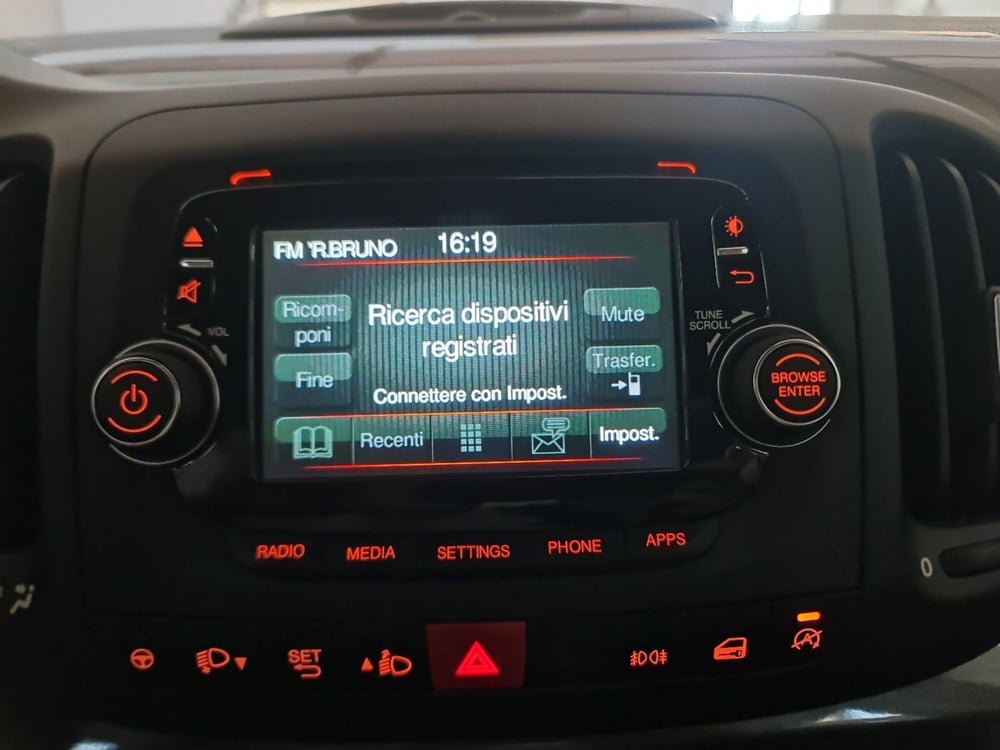 FM 'R.BRUNO 16:19
Ricom-
poni
Ricerca dispositivi
registrati
Mute
Fine
Trasfer.
Connettere con Impost.
Recenti
Impost.
VOL
TUNE
SCROLL
BROWSE
ENTER
RADIO MEDIA SETTINGS PHONE APPS
0
SET
A